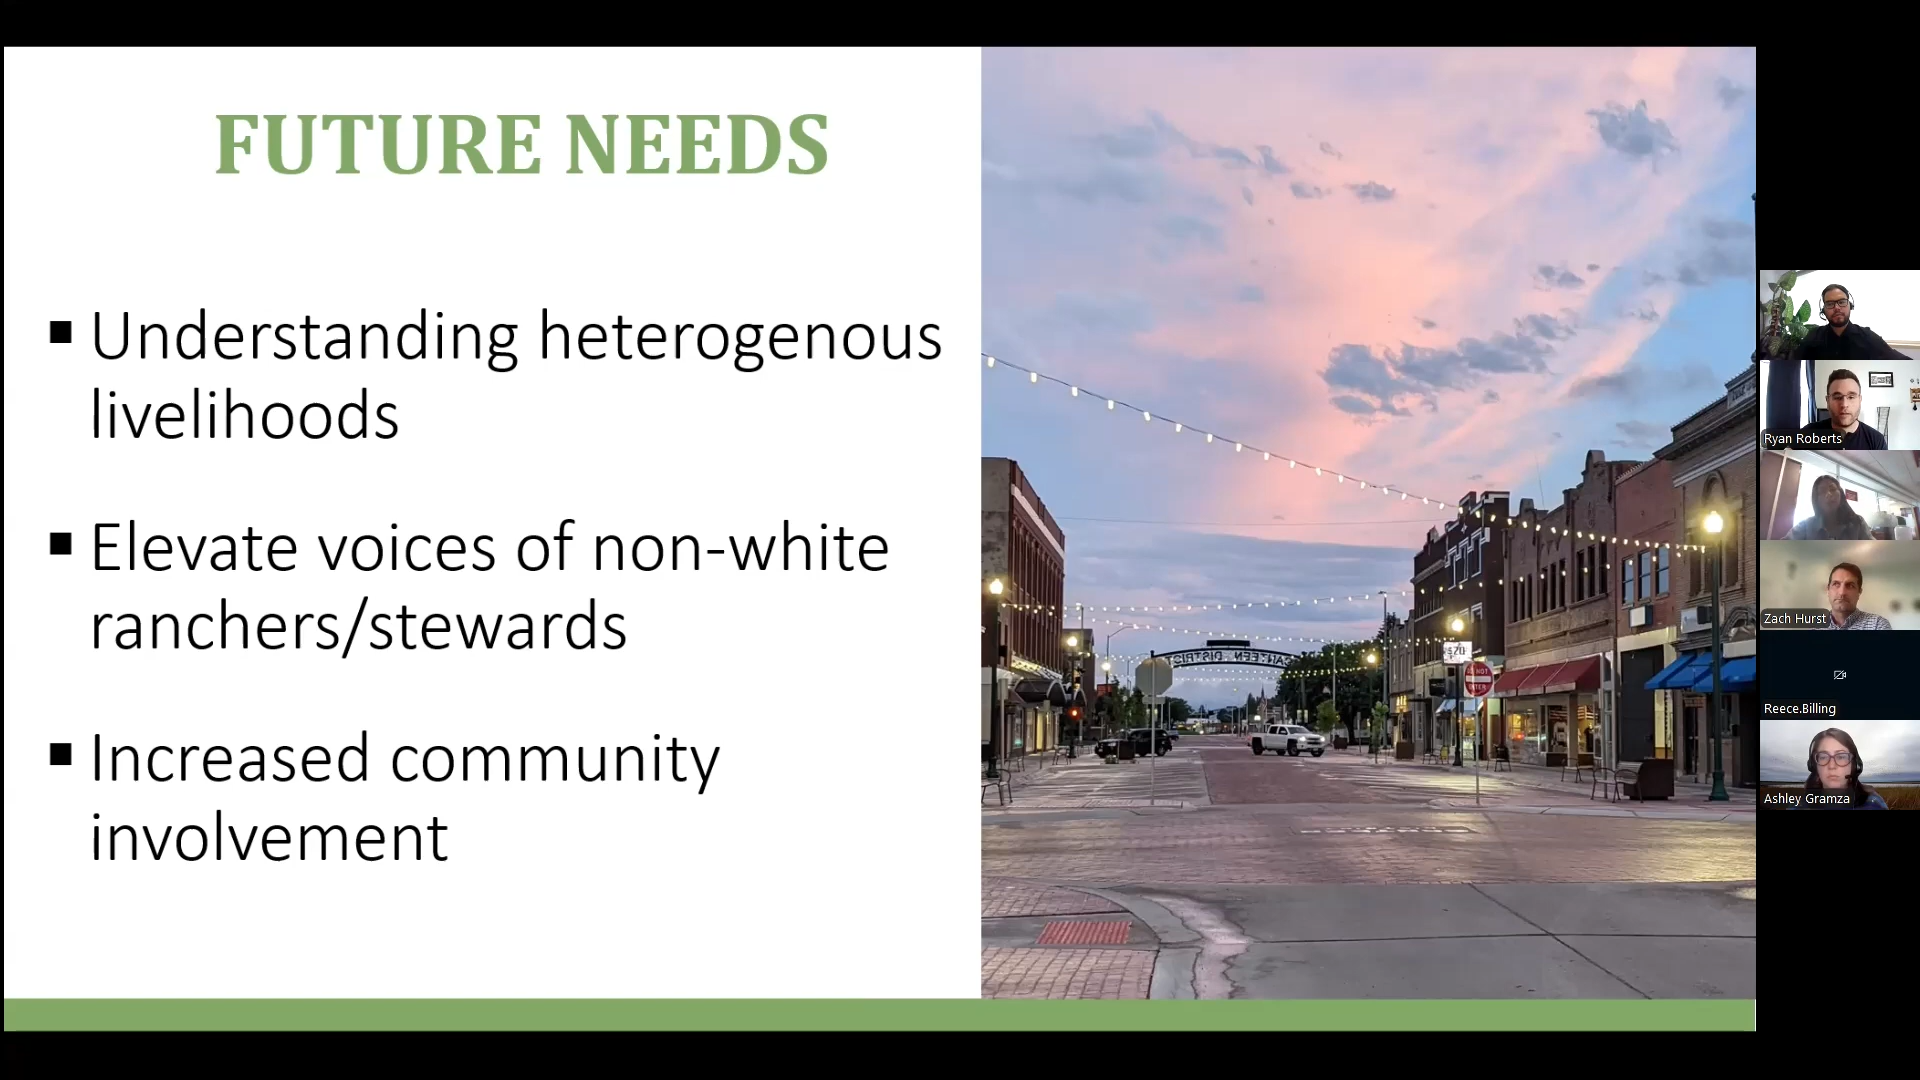 FUTURE NEEDS
▪ Understanding heterogenous
livelihoods
▪ Elevate voices of non-white
ranchers/stewards
▪ Increased community
involvement
Ryan Roberts
Zach Hurst
Reece.Billing
Ashley Gramza